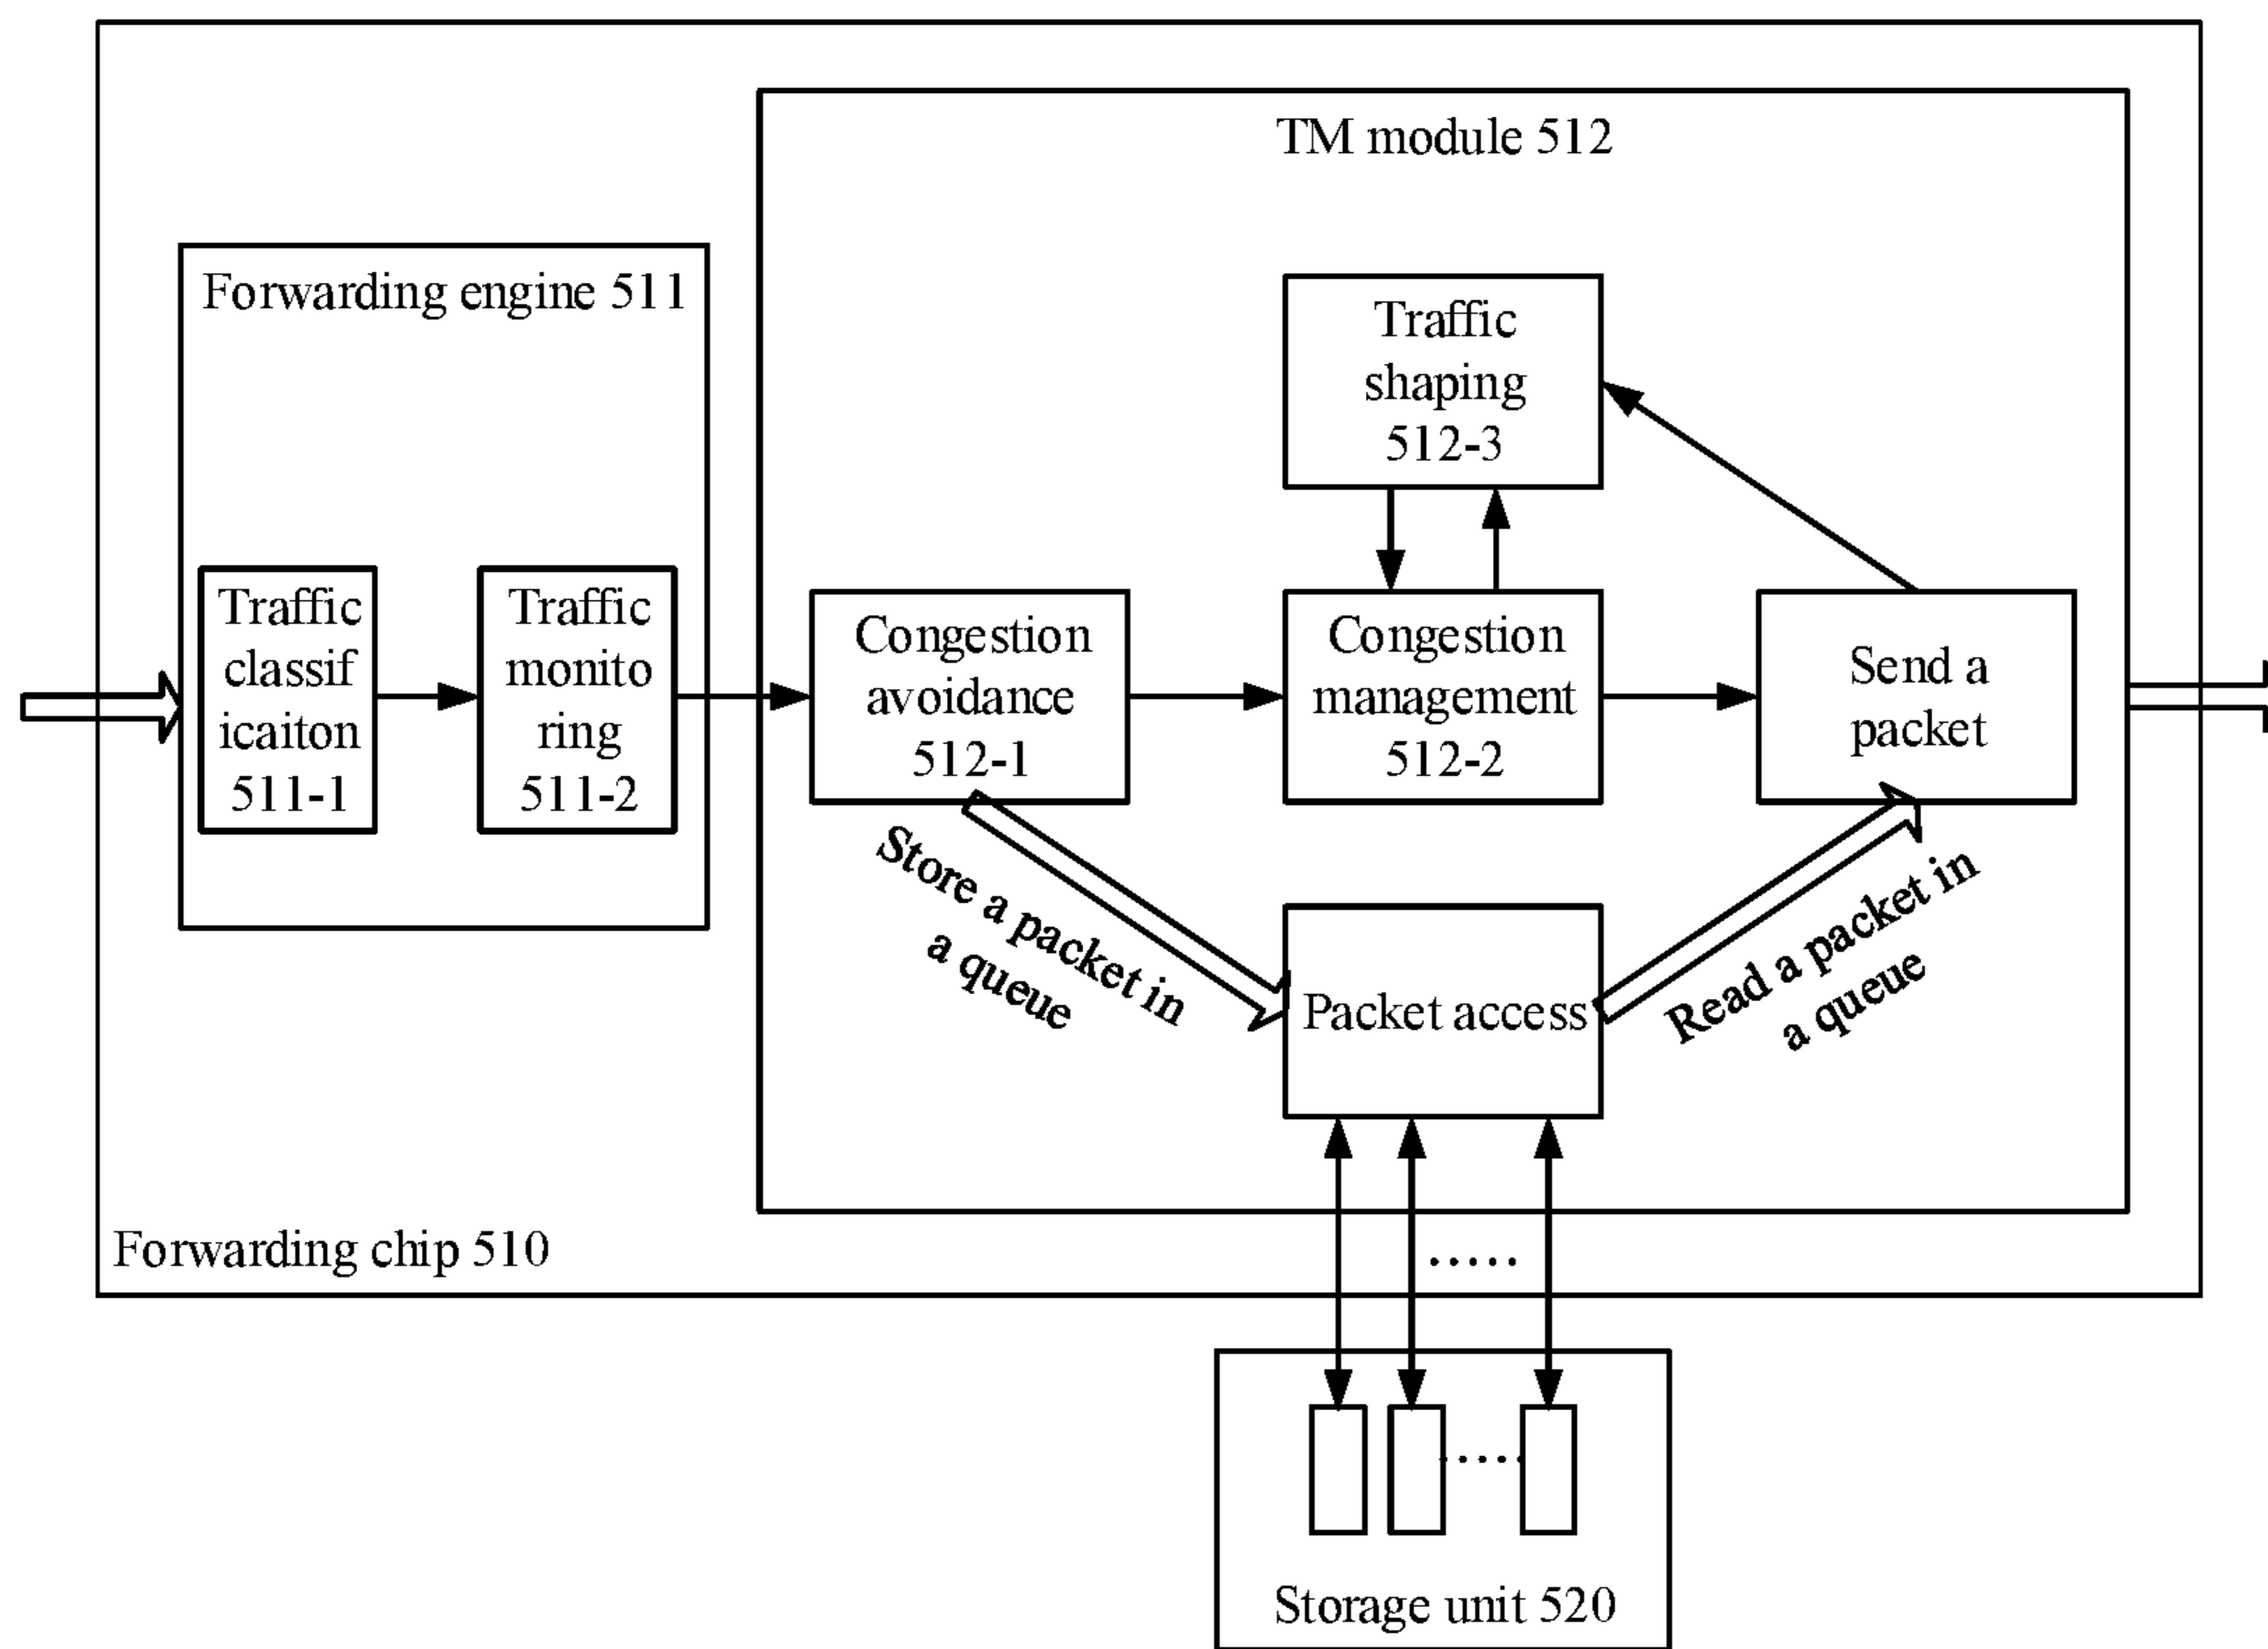 TM module 512
Forwarding engine 511
Traffic
shaping
512-3
Traffic
classif
icaiton
511-1
Traffic
monito
ring
511-2
Congestion
avoidance
512-1
Congestion
management
512-2
Send a
packet
Store a packet in
a queue
Packet access
Read a packet in
a queue
Forwarding chip 510
Storage unit 520